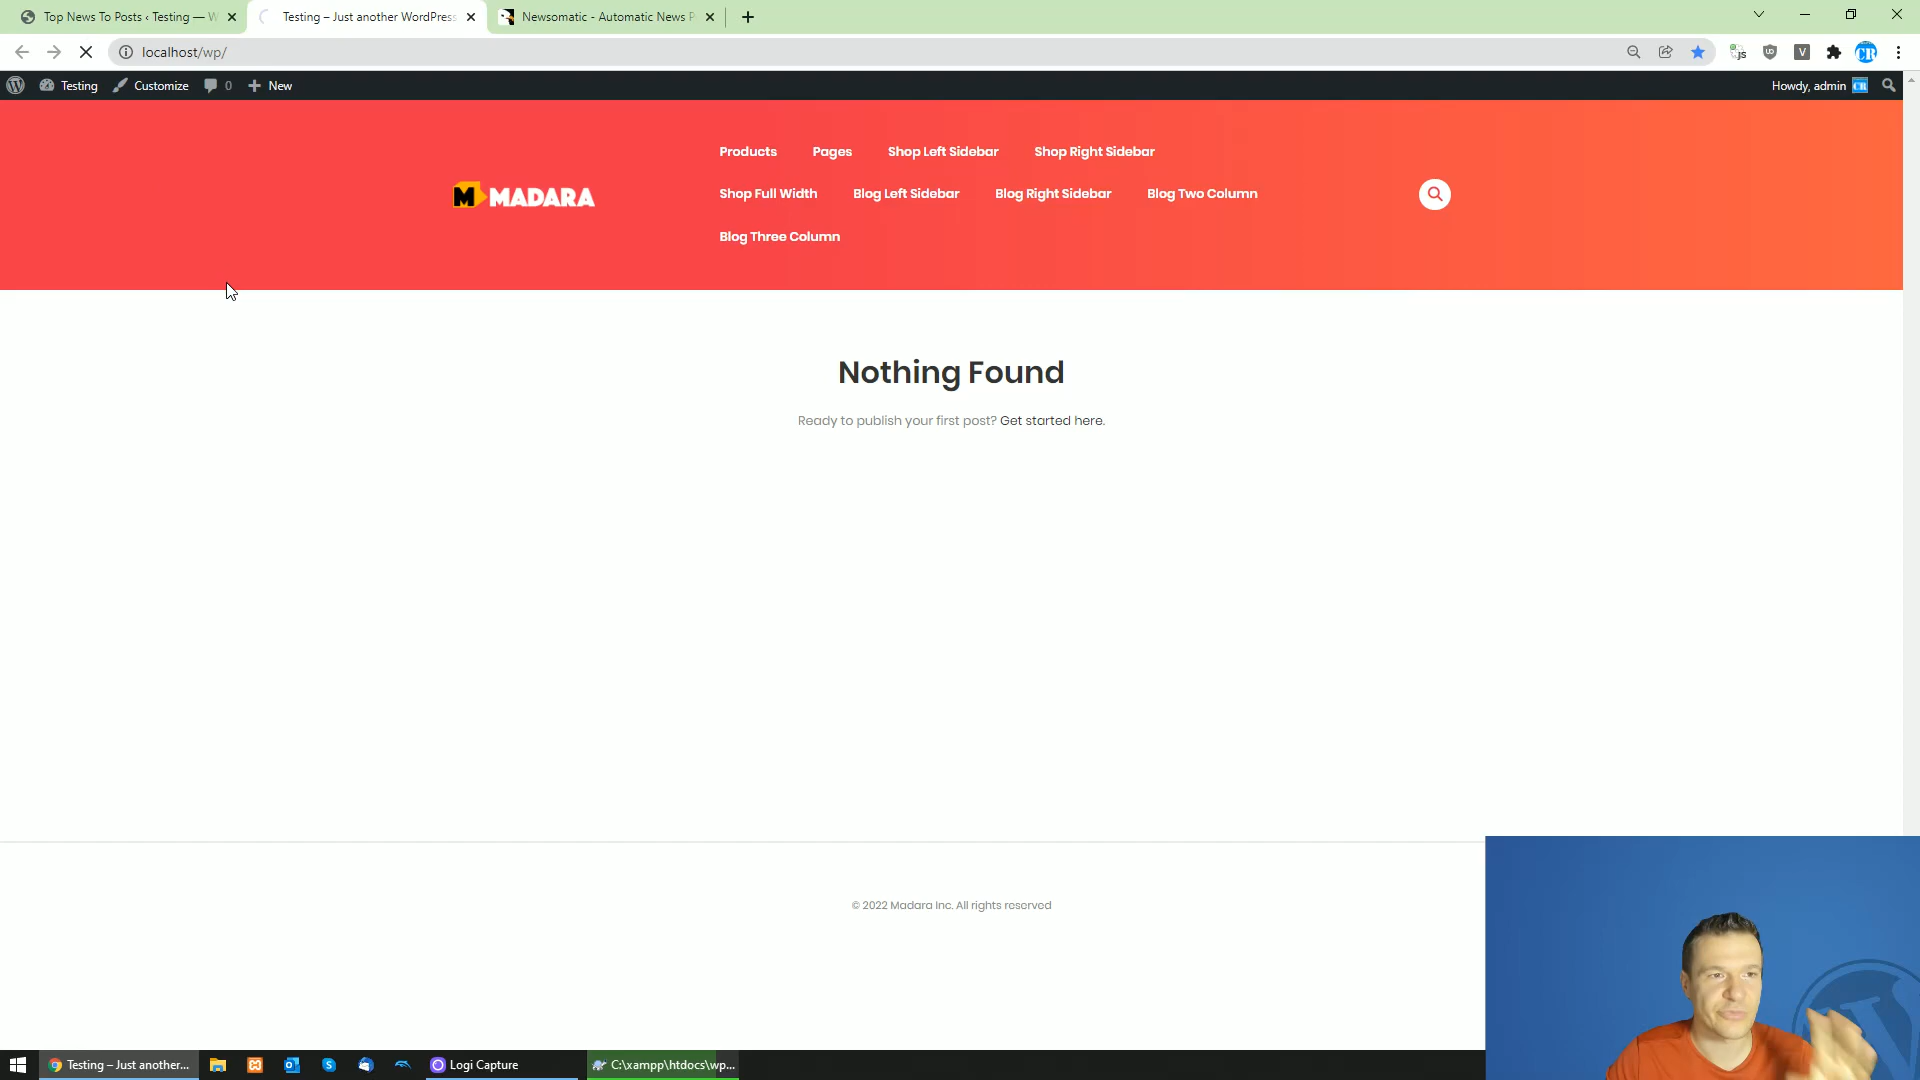 Top News To Posts ‹ Testing — W
Testing – Just another WordPress
Newsomatic - Automatic News P
localhost/wp/
JS
V
CR
Testing
Customize
0
New
Howdy, admin
CR
Products
Pages
Shop Left Sidebar
Shop Right Sidebar
M MADARA
Shop Full Width
Blog Left Sidebar
Blog Right Sidebar
Blog Two Column
Blog Three Column
Nothing Found
Ready to publish your first post? Get started here.
© 2022 Madara Inc. All rights reserved
Testing – Just another...
Logi Capture
C:\xampp\htdocs\wp...